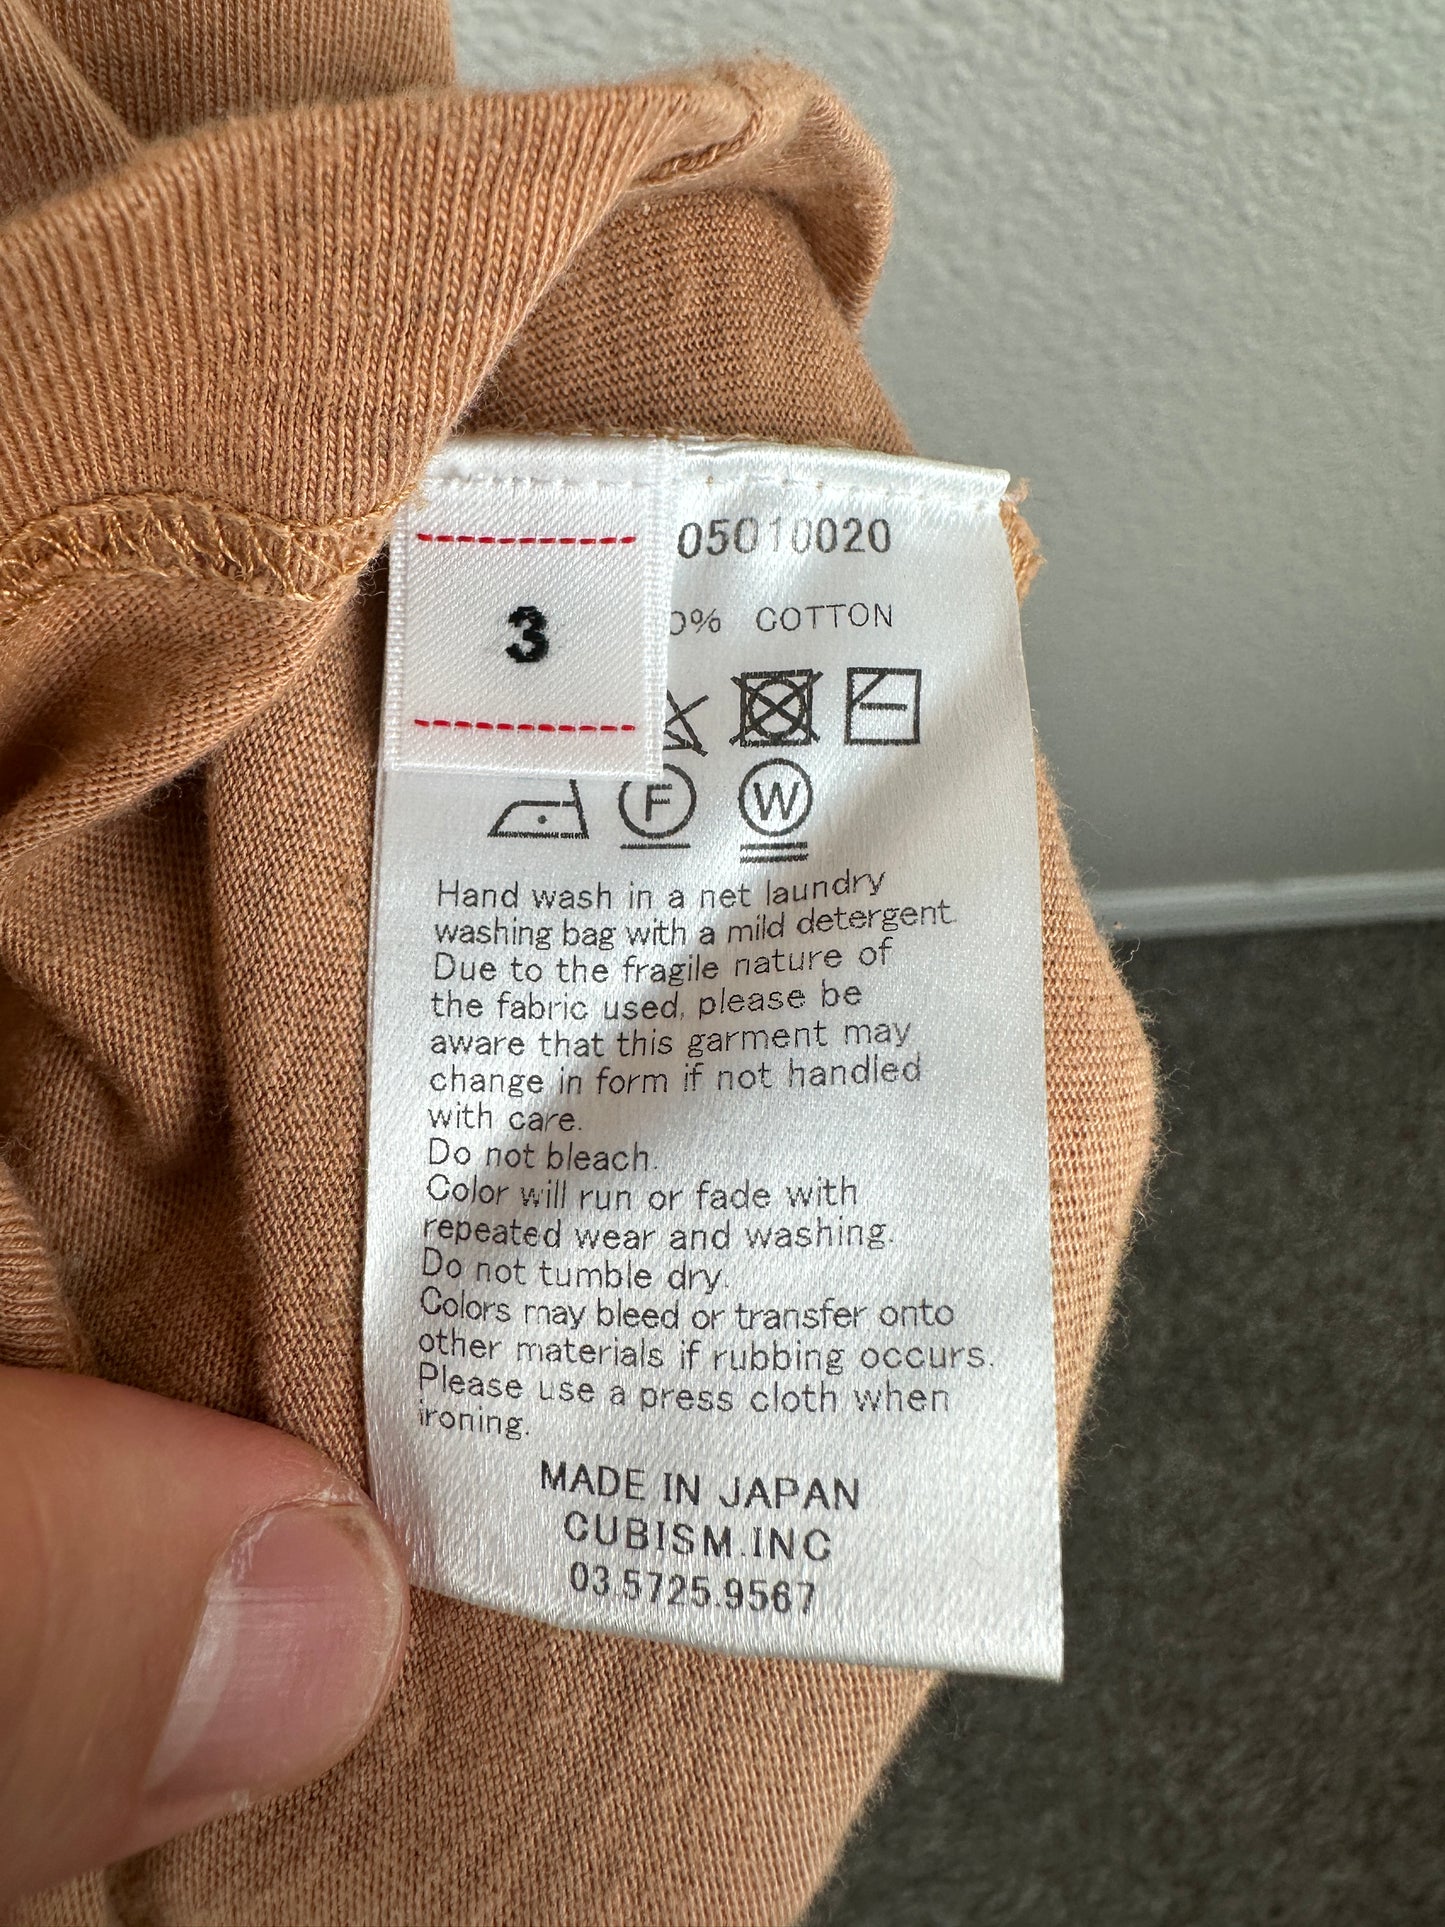 05010020
3
0% COTTON
F
W
Hand wash in a net laundry
washing bag with a mild detergent.
Due to the fragile nature of
the fabric used, please be
aware that this garment may
change in form if not handled
with care.
Do not bleach.
Color will run or fade with
repeated wear and washing.
Do not tumble dry.
Colors may bleed or transfer onto
other materials if rubbing occurs.
Please use a press cloth when
ironing.
MADE IN JAPAN
CUBISM.INC
03.5725.9567